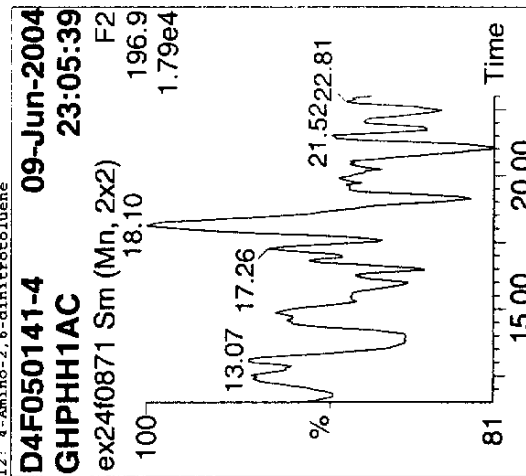 12: 4-Amino-2,6-dinitrotoluene
D4F050141-4 09-Jun-2004
GHPHH1AC 23:05:39
ex24f0871 Sm (Mn, 2x2) F2
18.10 196.9
100 1.79e4
13.07
17.26
21.52 22.81
%
81
15.00 20.00 Time